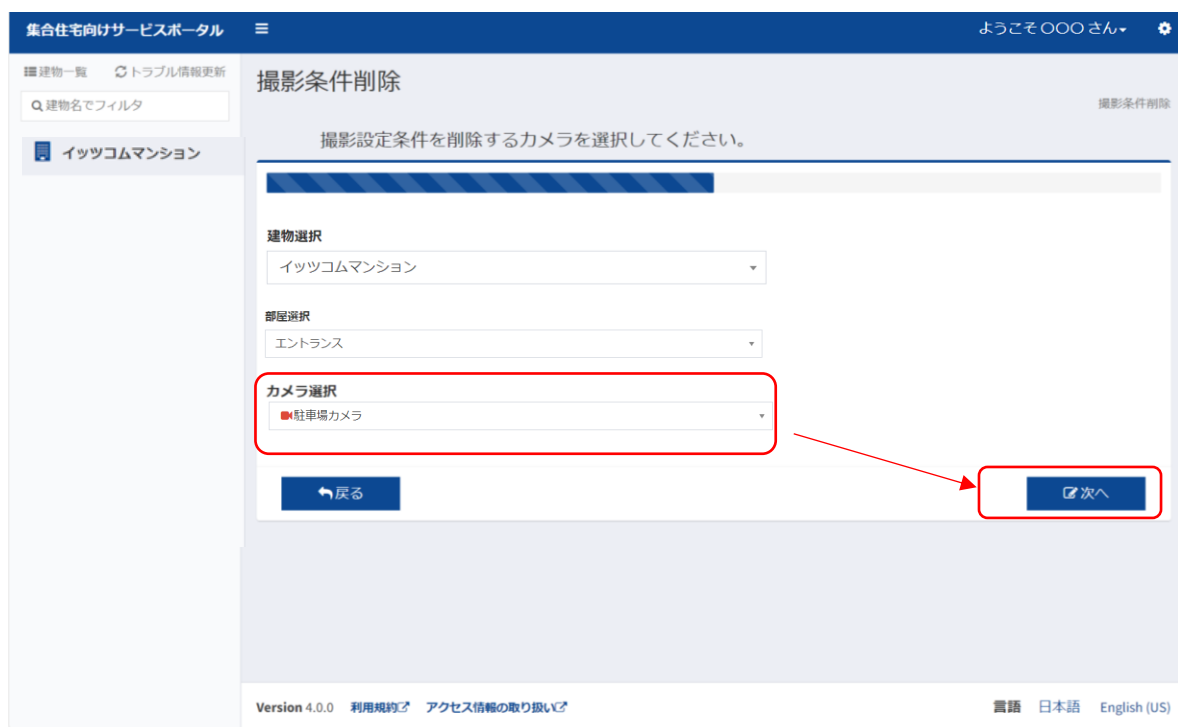 集合住宅向けサービスポータル
ようこそ○○○さん
建物一覧 トラブル情報更新
建物名でフィルタ
イッツコムマンション
撮影条件削除
撮影条件削除
撮影設定条件を削除するカメラを選択してください。
建物選択
イッツコムマンション
部屋選択
エントランス
カメラ選択
駐車場カメラ
戻る
次へ
Version 4.0.0 利用規約 アクセス情報の取り扱い
言語 日本語 English (US)